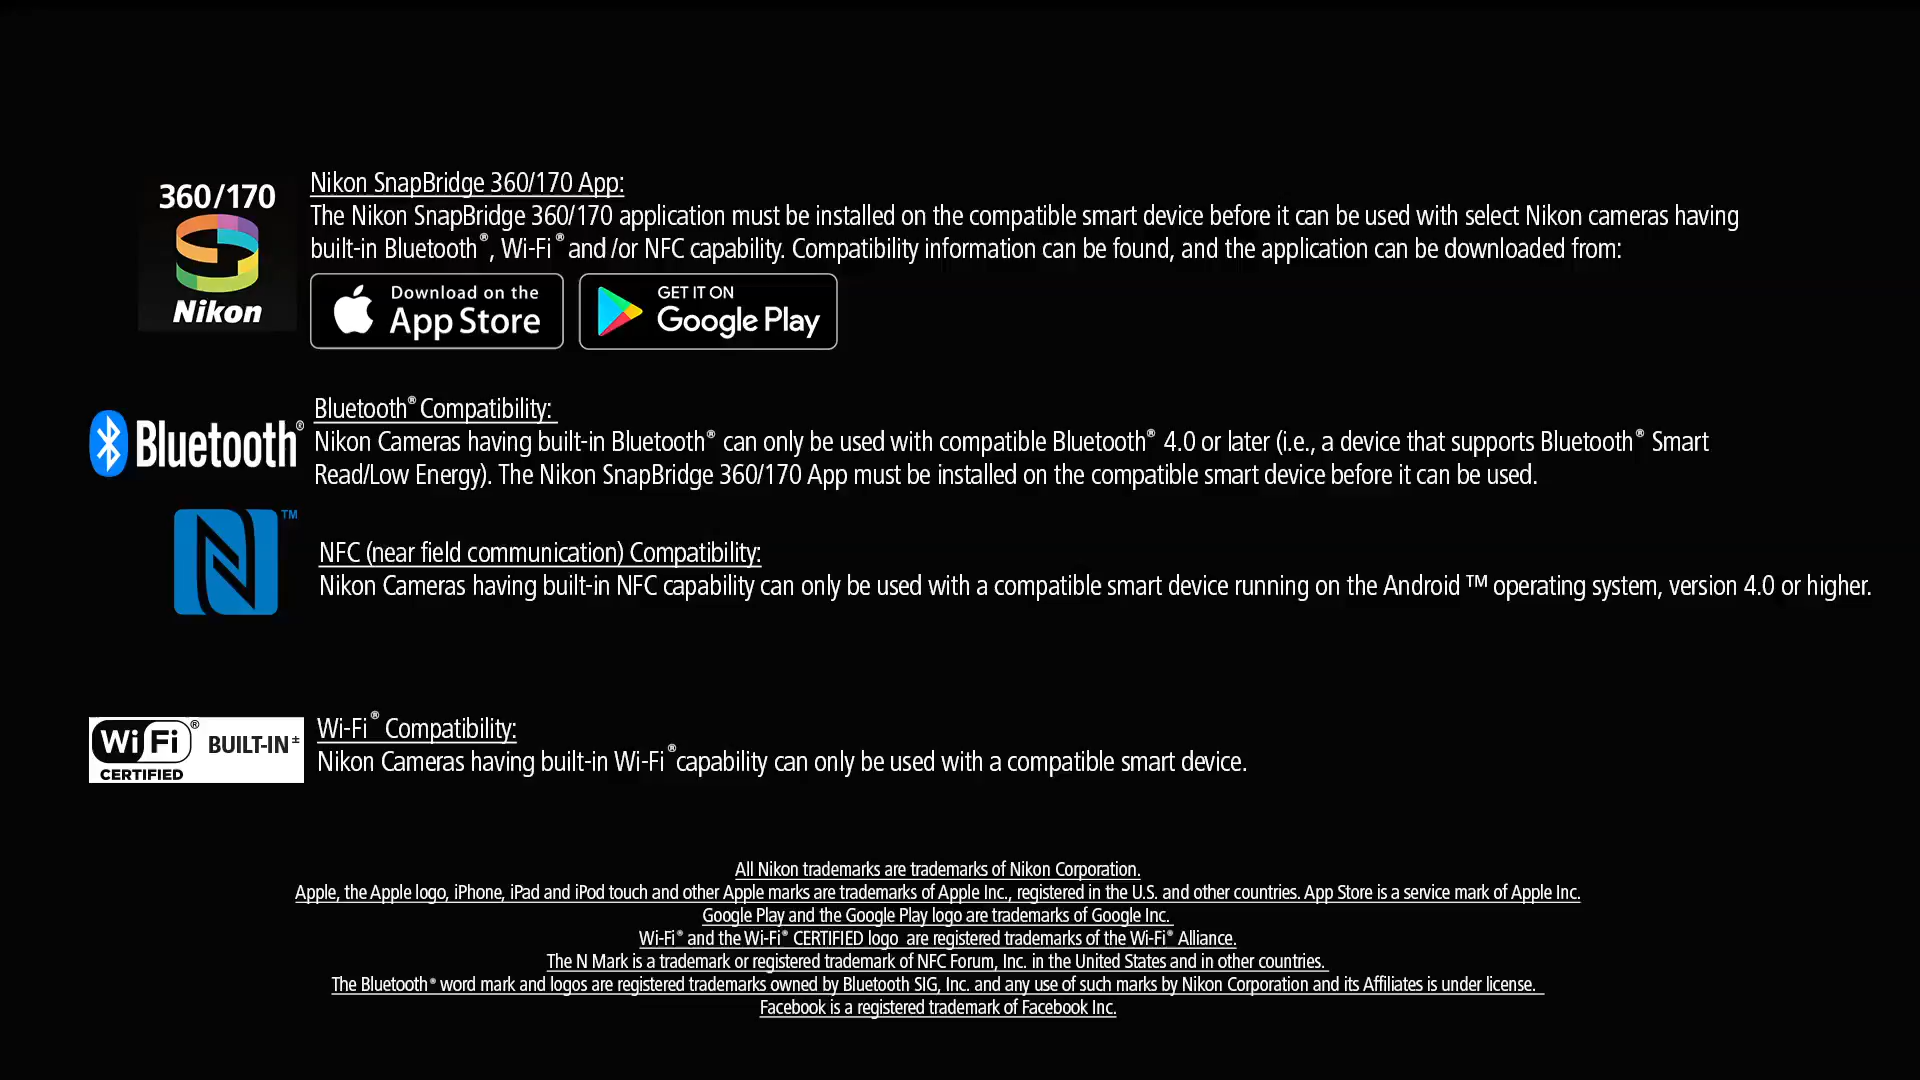 360/170
Nikon
Nikon SnapBridge 360/170 App:
The Nikon SnapBridge 360/170 application must be installed on the compatible smart device before it can be used with select Nikon cameras having
built-in Bluetooth®, Wi-Fi® and /or NFC capability. Compatibility information can be found, and the application can be downloaded from:
Download on the
App Store
GET IT ON
Google Play
Bluetooth®
Bluetooth® Compatibility:
Nikon Cameras having built-in Bluetooth® can only be used with compatible Bluetooth® 4.0 or later (i.e., a device that supports Bluetooth® Smart
Read/Low Energy). The Nikon SnapBridge 360/170 App must be installed on the compatible smart device before it can be used.
N™
NFC (near field communication) Compatibility:
Nikon Cameras having built-in NFC capability can only be used with a compatible smart device running on the Android ™ operating system, version 4.0 or higher.
Wi Fi® BUILT-IN±
CERTIFIED
Wi-Fi® Compatibility:
Nikon Cameras having built-in Wi-Fi® capability can only be used with a compatible smart device.
All Nikon trademarks are trademarks of Nikon Corporation.
Apple, the Apple logo, iPhone, iPad and iPod touch and other Apple marks are trademarks of Apple Inc., registered in the U.S. and other countries. App Store is a service mark of Apple Inc.
Google Play and the Google Play logo are trademarks of Google Inc.
Wi-Fi® and the Wi-Fi® CERTIFIED logo are registered trademarks of the Wi-Fi® Alliance.
The N Mark is a trademark or registered trademark of NFC Forum, Inc. in the United States and in other countries.
The Bluetooth® word mark and logos are registered trademarks owned by Bluetooth SIG, Inc. and any use of such marks by Nikon Corporation and its Affiliates is under license.
Facebook is a registered trademark of Facebook Inc.